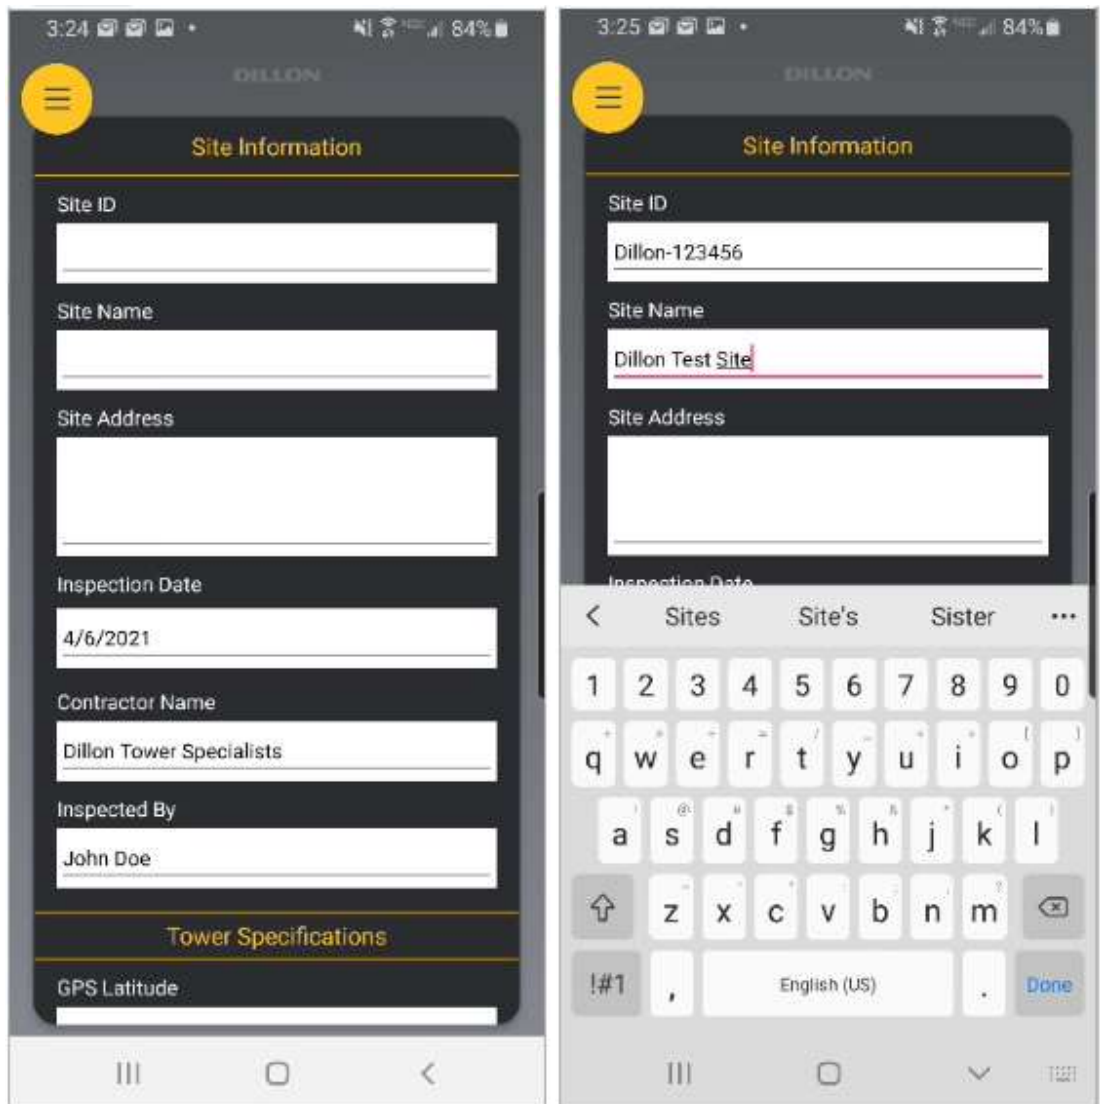 3:24
84%
DILLON
Site Information
Site ID
Site Name
Site Address
Inspection Date
4/6/2021
Contractor Name
Dillon Tower Specialists
Inspected By
John Doe
Tower Specifications
GPS Latitude
3:25
84%
DILLON
Site Information
Site ID
Dillon-123456
Site Name
Dillon Test Site
Site Address
Inspection Date
Sites Site's Sister
1 2 3 4 5 6 7 8 9 0
q w e r t y u i o p
a s d f g h j k l
z x c v b n m
!#1 , English (US) . Done